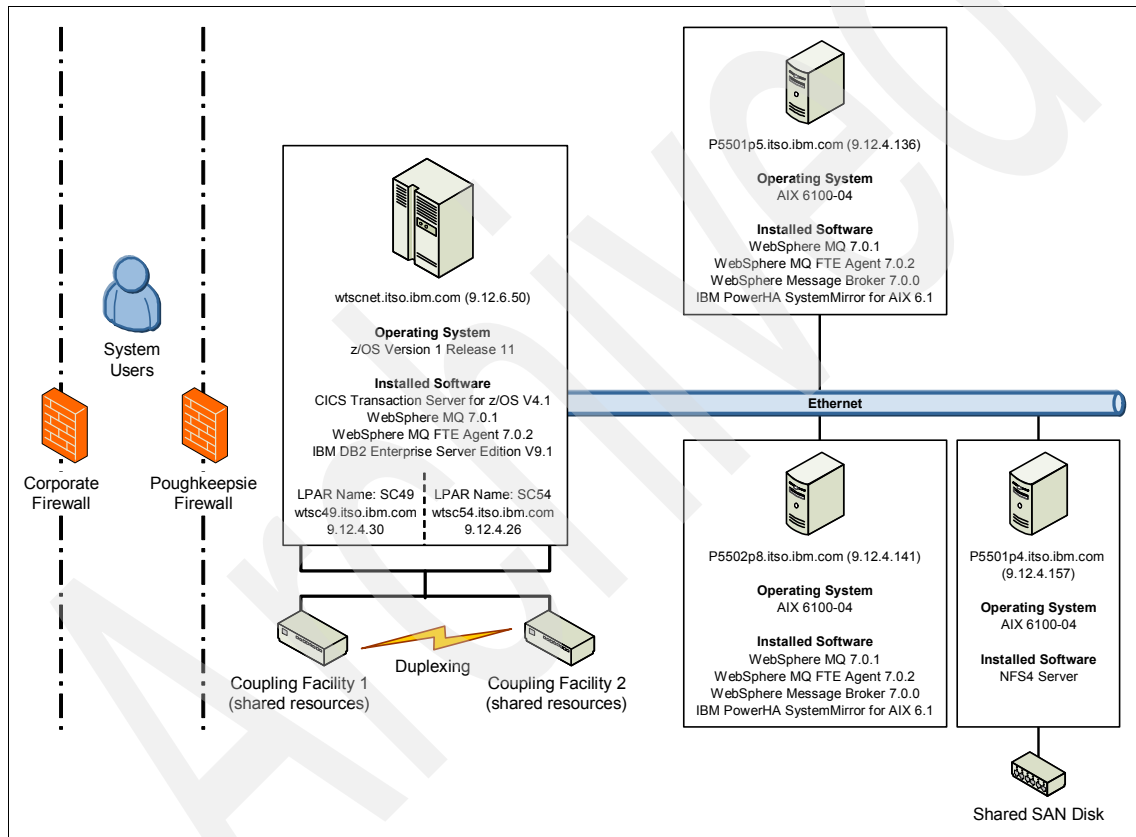 System
Users
Corporate
Firewall
Poughkeepsie
Firewall
wtscnet.itso.ibm.com (9.12.6.50)
Operating System
z/OS Version 1 Release 11
Installed Software
CICS Transaction Server for z/OS V4.1
WebSphere MQ 7.0.1
WebSphere MQ FTE Agent 7.0.2
IBM DB2 Enterprise Server Edition V9.1
LPAR Name: SC49
wtsc49.itso.ibm.com
9.12.4.30
LPAR Name: SC54
wtsc54.itso.ibm.com
9.12.4.26
Duplexing
Coupling Facility 1
(shared resources)
Coupling Facility 2
(shared resources)
P5501p5.itso.ibm.com (9.12.4.136)
Operating System
AIX 6100-04
Installed Software
WebSphere MQ 7.0.1
WebSphere MQ FTE Agent 7.0.2
WebSphere Message Broker 7.0.0
IBM PowerHA SystemMirror for AIX 6.1
Ethernet
P5502p8.itso.ibm.com (9.12.4.141)
Operating System
AIX 6100-04
Installed Software
WebSphere MQ 7.0.1
WebSphere MQ FTE Agent 7.0.2
WebSphere Message Broker 7.0.0
IBM PowerHA SystemMirror for AIX 6.1
P5501p4.itso.ibm.com
(9.12.4.157)
Operating System
AIX 6100-04
Installed Software
NFS4 Server
Shared SAN Disk
Archived